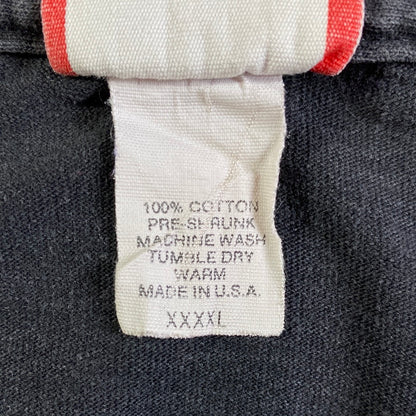 100% COTTON
PRE-SHRUNK
MACHINE WASH
TUMBLE DRY
WARM
MADE IN U.S.A.
XXXXL